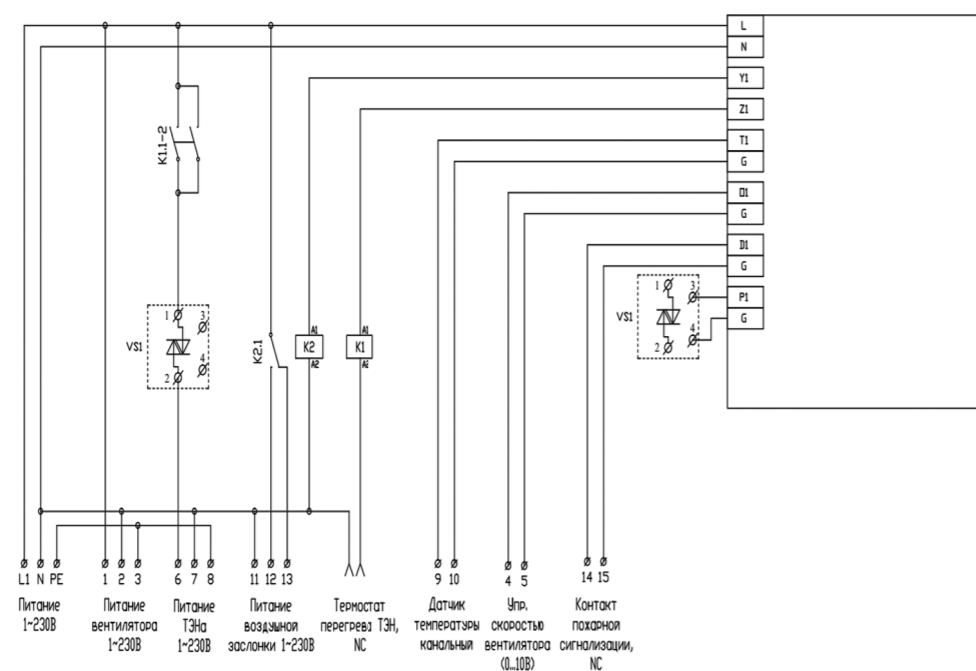 L
N
Y1
Z1
T1
G
O1
G
D1
G
P1
G
K1.1-2
VS1
1
2
3
4
K2.1
A1
K2
A2
A1
K1
A2
VS1
1
2
3
4
L1 N PE
1 2 3
6 7 8
11 12 13
9 10
4 5
14 15
Питание
1~230В
Питание
вентилятора
1~230В
Питание
ТЭНа
1~230В
Питание
воздушной
заслонки 1~230В
Термостат
перегрева ТЭН,
NC
Датчик
температуры
канальный
Упр.
скоростью
вентилятора
(0...10В)
Контакт
пожарной
сигнализации,
NC